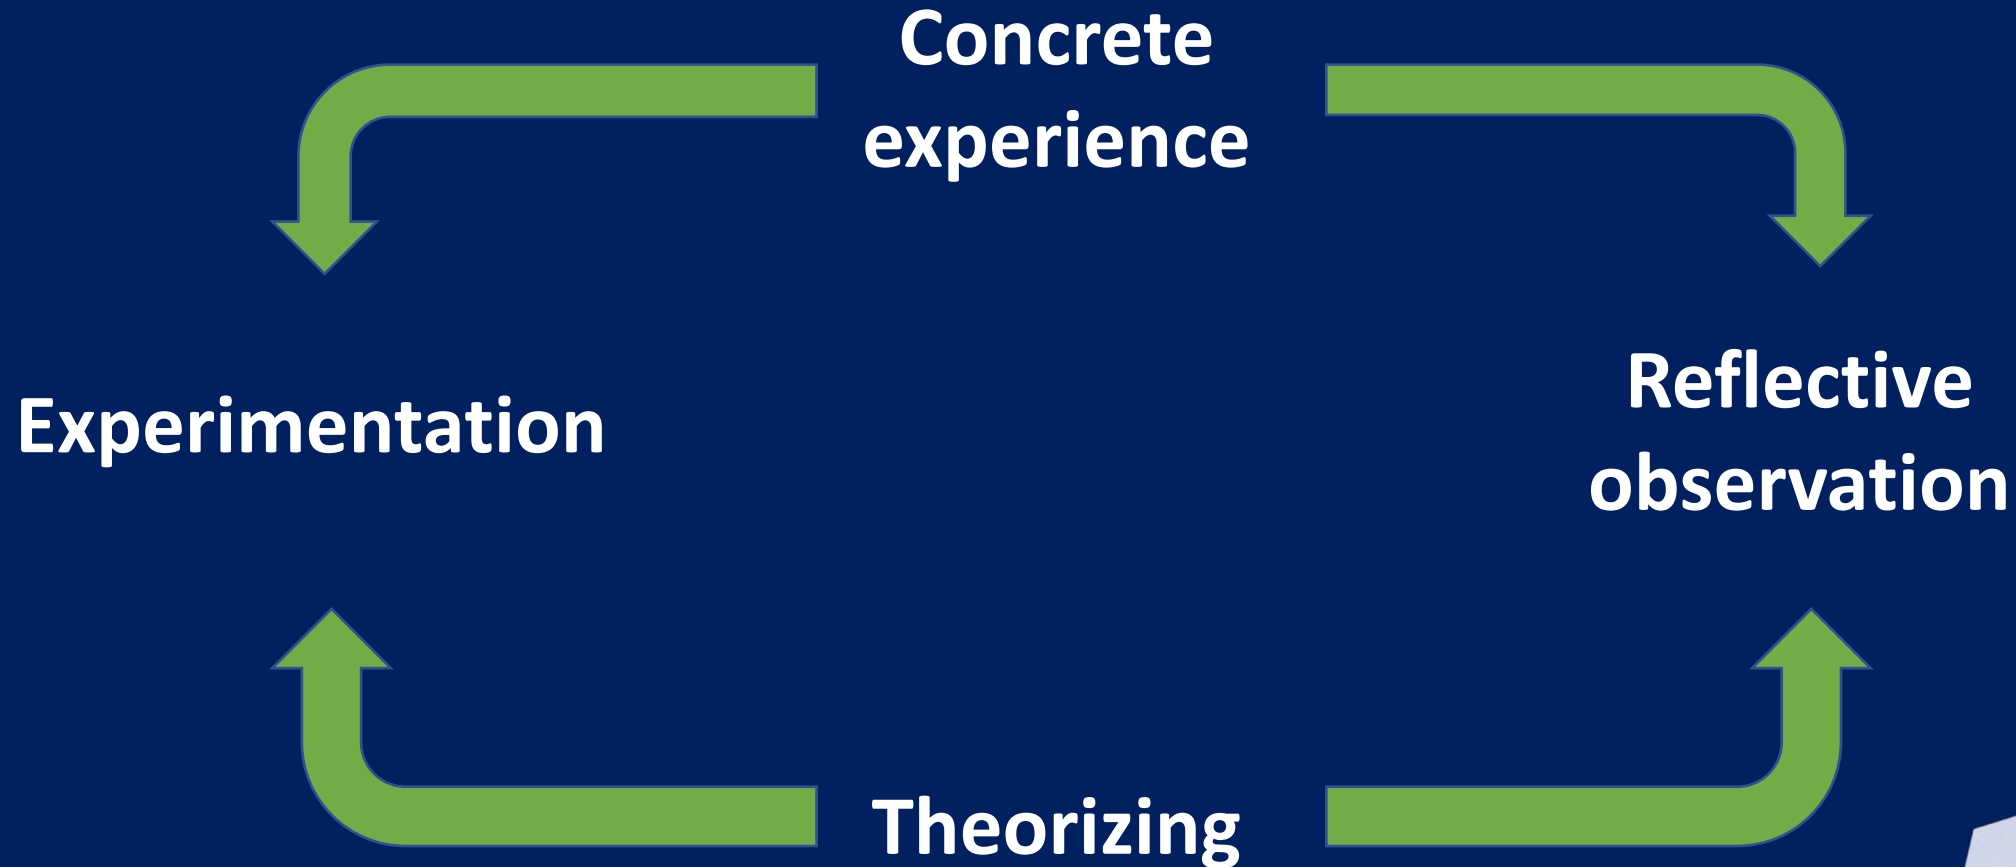 Concrete
experience
Experimentation
Reflective
observation
Theorizing